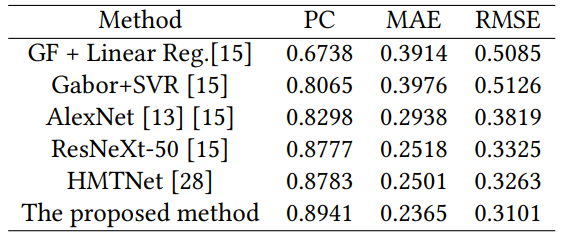 Method PC MAE RMSE
GF + Linear Reg.[15] 0.6738 0.3914 0.5085
Gabor+SVR [15] 0.8065 0.3976 0.5126
AlexNet [13] [15] 0.8298 0.2938 0.3819
ResNeXt-50 [15] 0.8777 0.2518 0.3325
HMTNet [28] 0.8783 0.2501 0.3263
The proposed method 0.8941 0.2365 0.3101